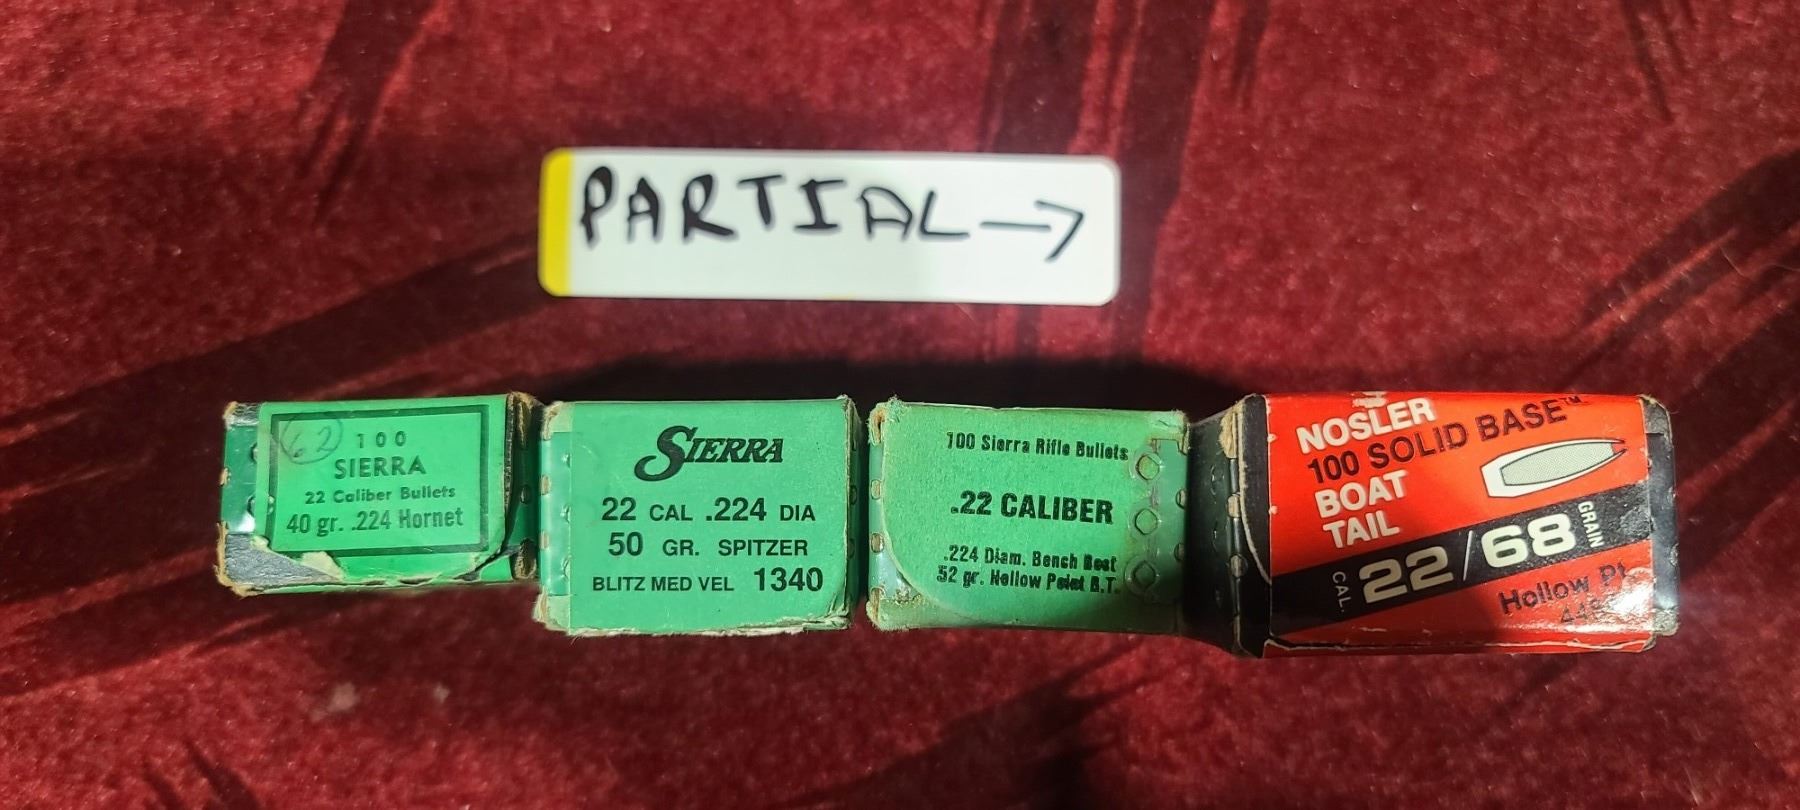 PARTIAL →
62
100
SIERRA
22 Caliber Bullets
40 gr. .224 Hornet
SIERRA
22 CAL .224 DIA
50 GR. SPITZER
BLITZ MED VEL 1340
100 Sierra Rifle Bullets
.22 CALIBER
.224 Diam. Bench Rest
52 gr. Hollow Point B.T.
NOSLER
100 SOLID BASE™
BOAT
TAIL
CAL. 22/68 GRAIN
Hollow Pt.